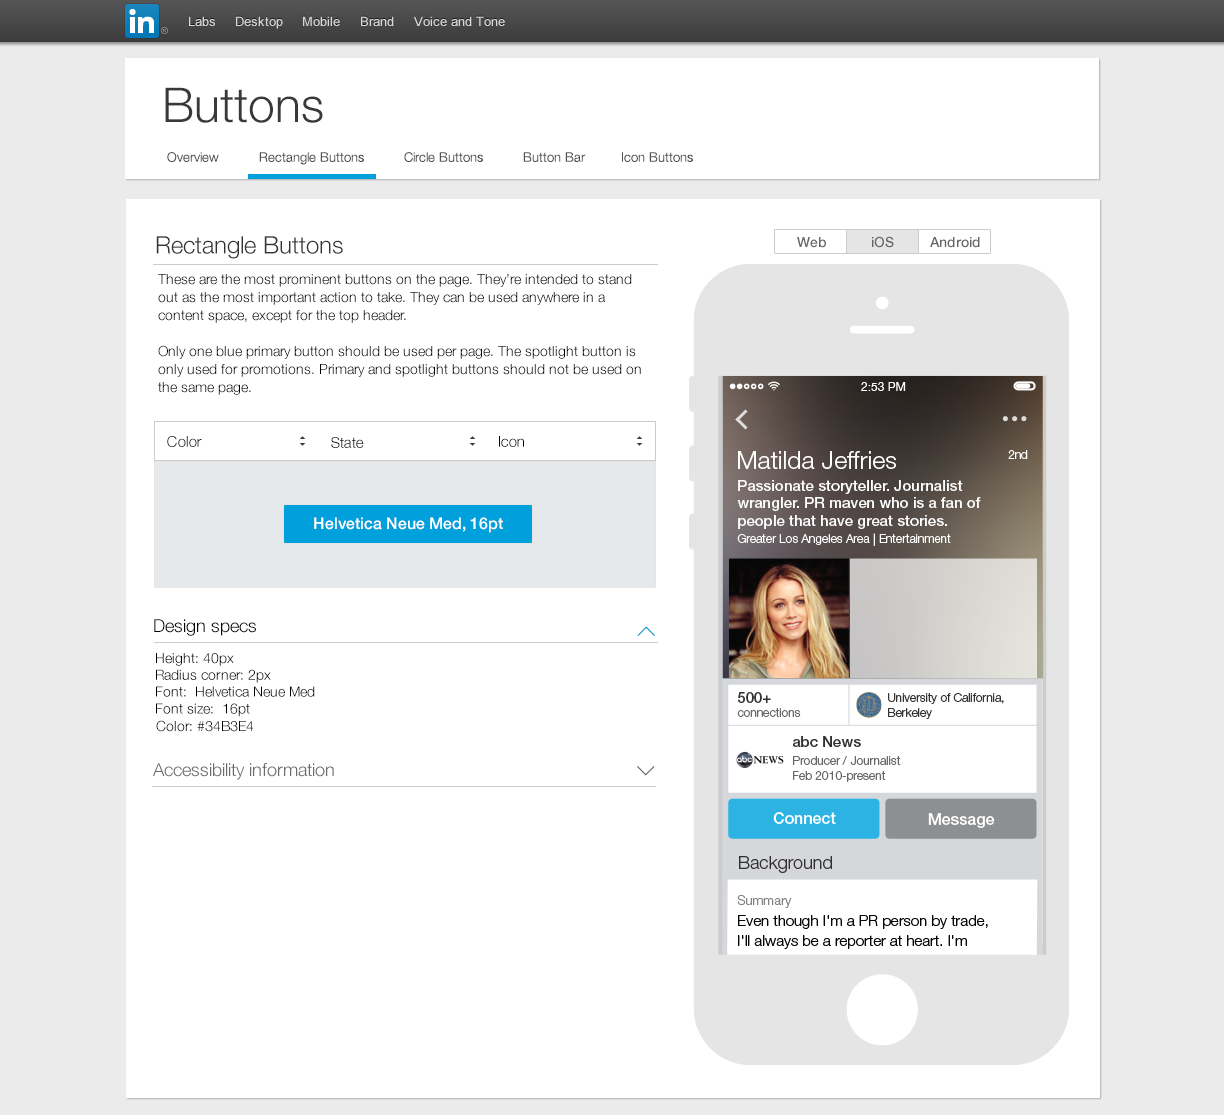 in ®
Labs Desktop Mobile Brand Voice and Tone
Buttons
Overview Rectangle Buttons Circle Buttons Button Bar Icon Buttons
Rectangle Buttons
These are the most prominent buttons on the page. They're intended to stand
out as the most important action to take. They can be used anywhere in a
content space, except for the top header.
Only one blue primary button should be used per page. The spotlight button is
only used for promotions. Primary and spotlight buttons should not be used on
the same page.
Color State Icon
Helvetica Neue Med, 16pt
Design specs
Height: 40px
Radius corner: 2px
Font:  Helvetica Neue Med
Font size:  16pt
Color: #34B3E4
Accessibility information
Web iOS Android
2:53 PM
Matilda Jeffries 2nd
Passionate storyteller. Journalist
wrangler. PR maven who is a fan of
people that have great stories.
Greater Los Angeles Area | Entertainment
500+
connections
University of California,
Berkeley
abc NEWS
abc News
Producer / Journalist
Feb 2010-present
Connect Message
Background
Summary
Even though I'm a PR person by trade,
I'll always be a reporter at heart. I'm